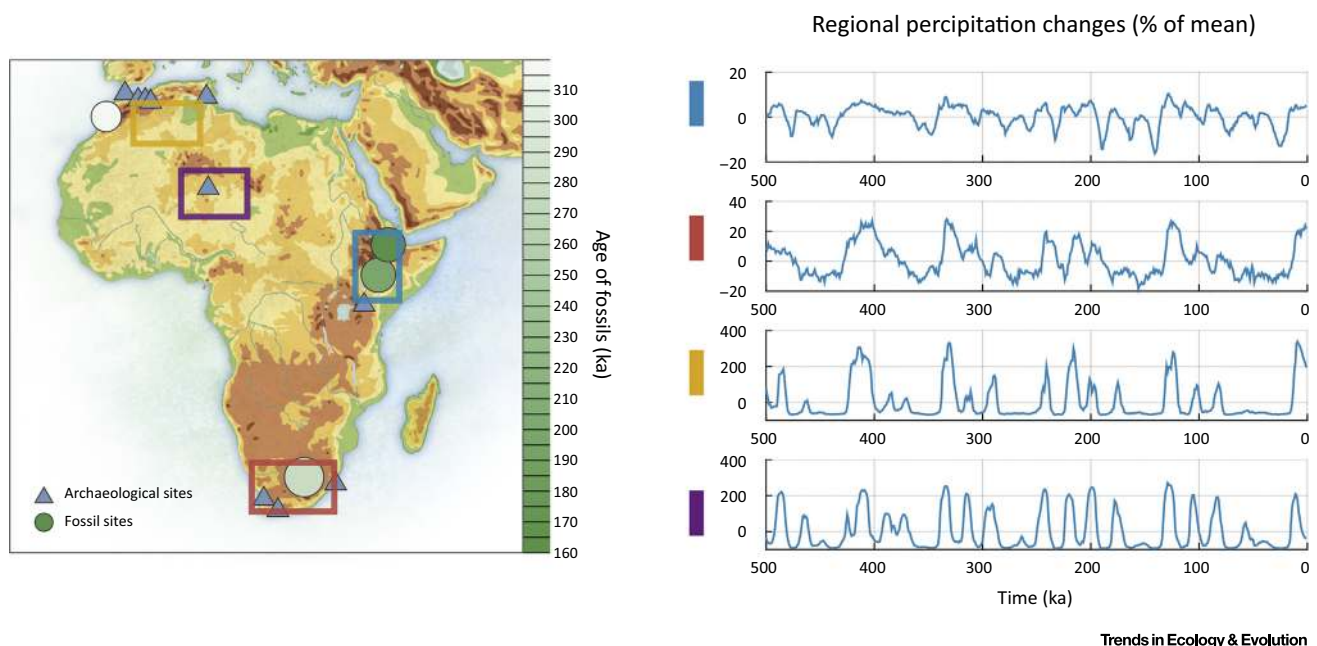 Regional percipitation changes (% of mean)
310
300
290
280
270
260
250
240
230
220
210
200
190
180
170
160
Age of fossils (ka)
Archaeological sites
Fossil sites
20
0
−20
500 400 300 200 100 0
40
20
0
−20
500 400 300 200 100 0
400
200
0
500 400 300 200 100 0
400
200
0
500 400 300 200 100 0
Time (ka)
Trends in Ecology & Evolution